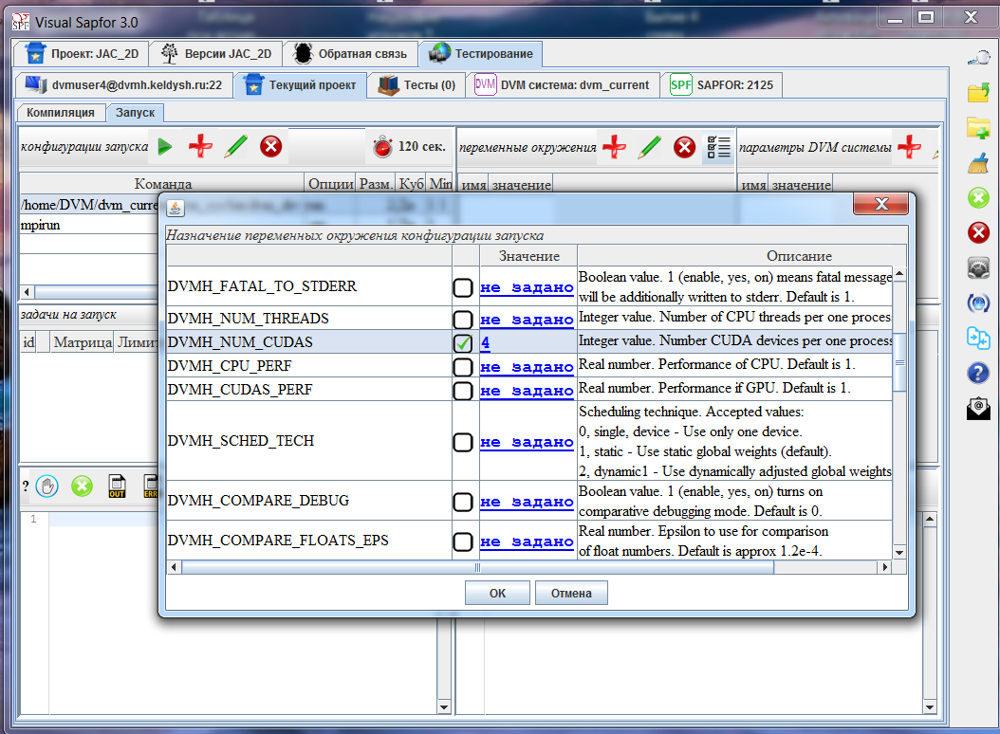 Visual Sapfor 3.0
Проект: JAC_2D
Версии JAC_2D
Обратная связь
Тестирование
dvmuser4@dvmh.keldysh.ru:22
Текущий проект
Тесты (0)
DVM
DVM система: dvm_current
SPF
SAPFOR: 2125
Компиляция
Запуск
конфигурации запуска
120 сек.
переменные окружения
параметры DVM системы
Команда
Опции
Разм.
Куб
Min
имя
значение
имя
значение
/home/DVM/dvm_curre
mpirun
задачи на запуск
id
Матрица
Лимит
?
OUT
ERR
1
Назначение переменных окружения конфигурации запуска
Значение
Описание
DVMH_FATAL_TO_STDERR
не задано
Boolean value. 1 (enable, yes, on) means fatal message
will be additionally written to stderr. Default is 1.
DVMH_NUM_THREADS
не задано
Integer value. Number of CPU threads per one proces
DVMH_NUM_CUDAS
4
Integer value. Number CUDA devices per one process
DVMH_CPU_PERF
не задано
Real number. Performance of CPU. Default is 1.
DVMH_CUDAS_PERF
не задано
Real number. Performance if GPU. Default is 1.
DVMH_SCHED_TECH
не задано
Scheduling technique. Accepted values:
0, single, device - Use only one device.
1, static - Use static global weights (default).
2, dynamic1 - Use dynamically adjusted global weights
DVMH_COMPARE_DEBUG
не задано
Boolean value. 1 (enable, yes, on) turns on
comparative debugging mode. Default is 0.
DVMH_COMPARE_FLOATS_EPS
не задано
Real number. Epsilon to use for comparison
of float numbers. Default is approx 1.2e-4.
OK
Отмена